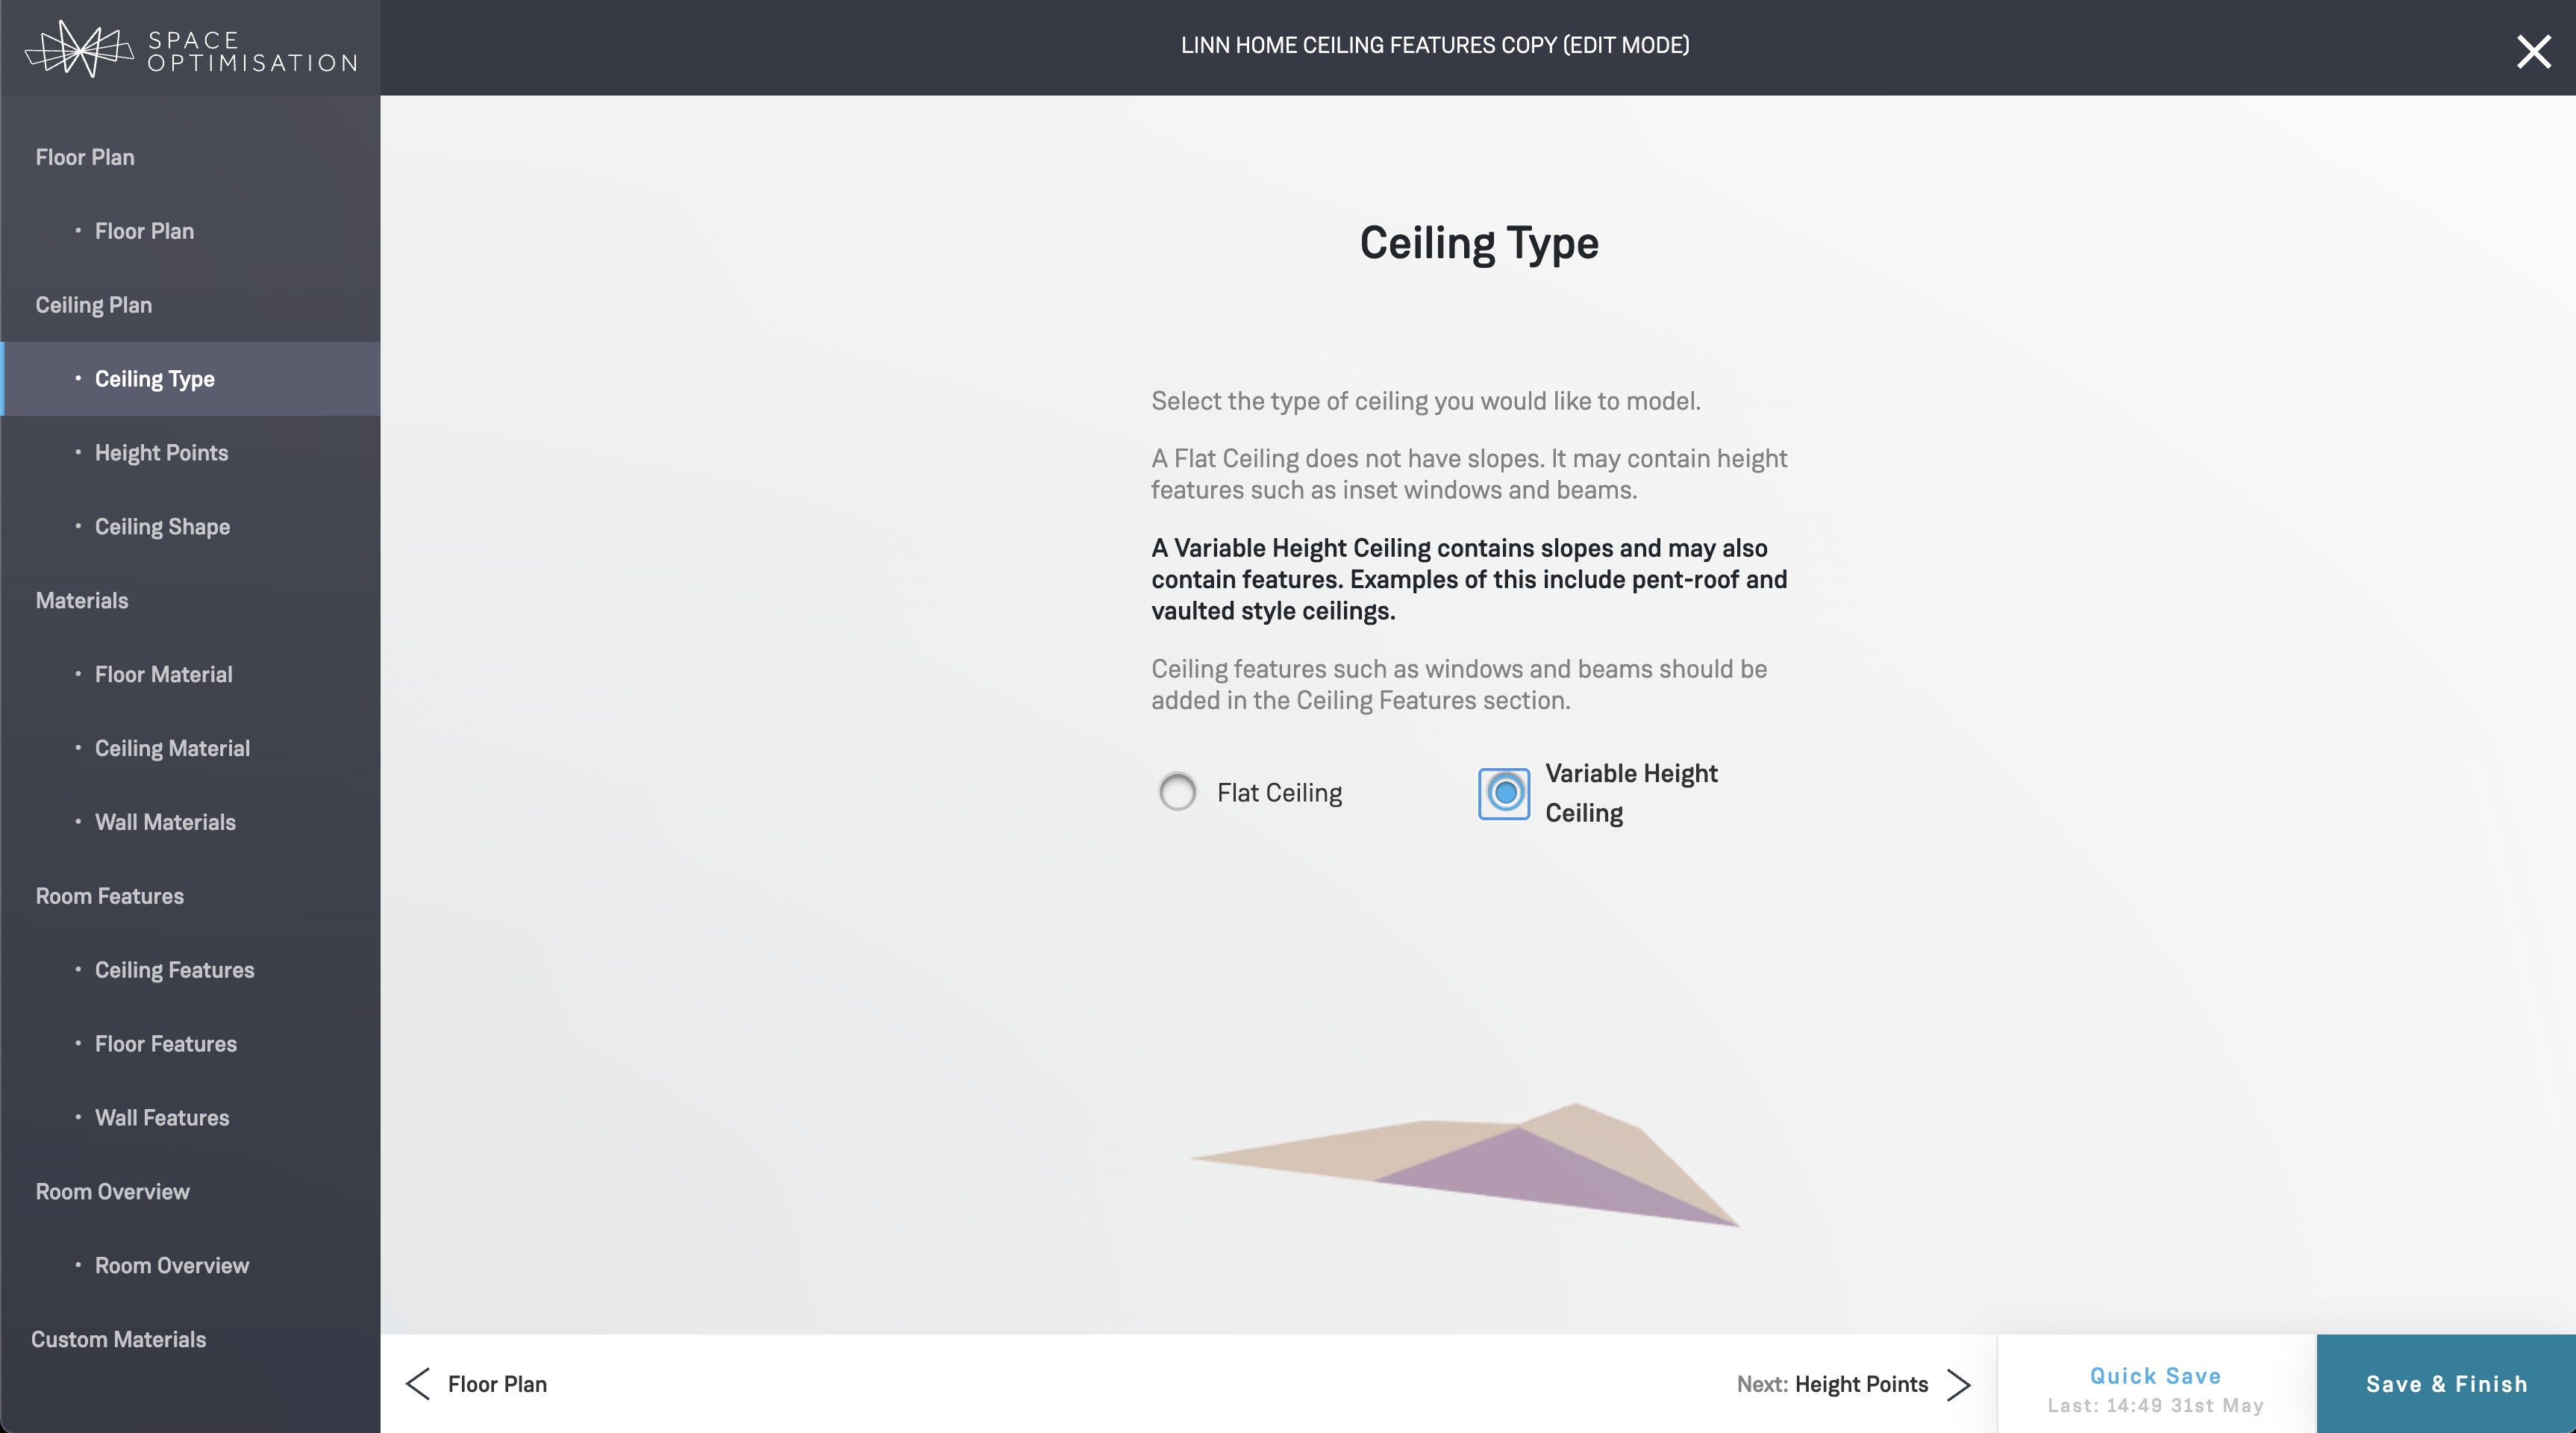 SPACE
OPTIMISATION
LINN HOME CEILING FEATURES COPY (EDIT MODE)
Floor Plan
• Floor Plan
Ceiling Plan
• Ceiling Type
• Height Points
• Ceiling Shape
Materials
• Floor Material
• Ceiling Material
• Wall Materials
Room Features
• Ceiling Features
• Floor Features
• Wall Features
Room Overview
• Room Overview
Custom Materials
Ceiling Type
Select the type of ceiling you would like to model.
A Flat Ceiling does not have slopes. It may contain height
features such as inset windows and beams.
A Variable Height Ceiling contains slopes and may also
contain features. Examples of this include pent-roof and
vaulted style ceilings.
Ceiling features such as windows and beams should be
added in the Ceiling Features section.
Flat Ceiling
Variable Height
Ceiling
Floor Plan
Next: Height Points
Quick Save
Last: 14:49 31st May
Save & Finish